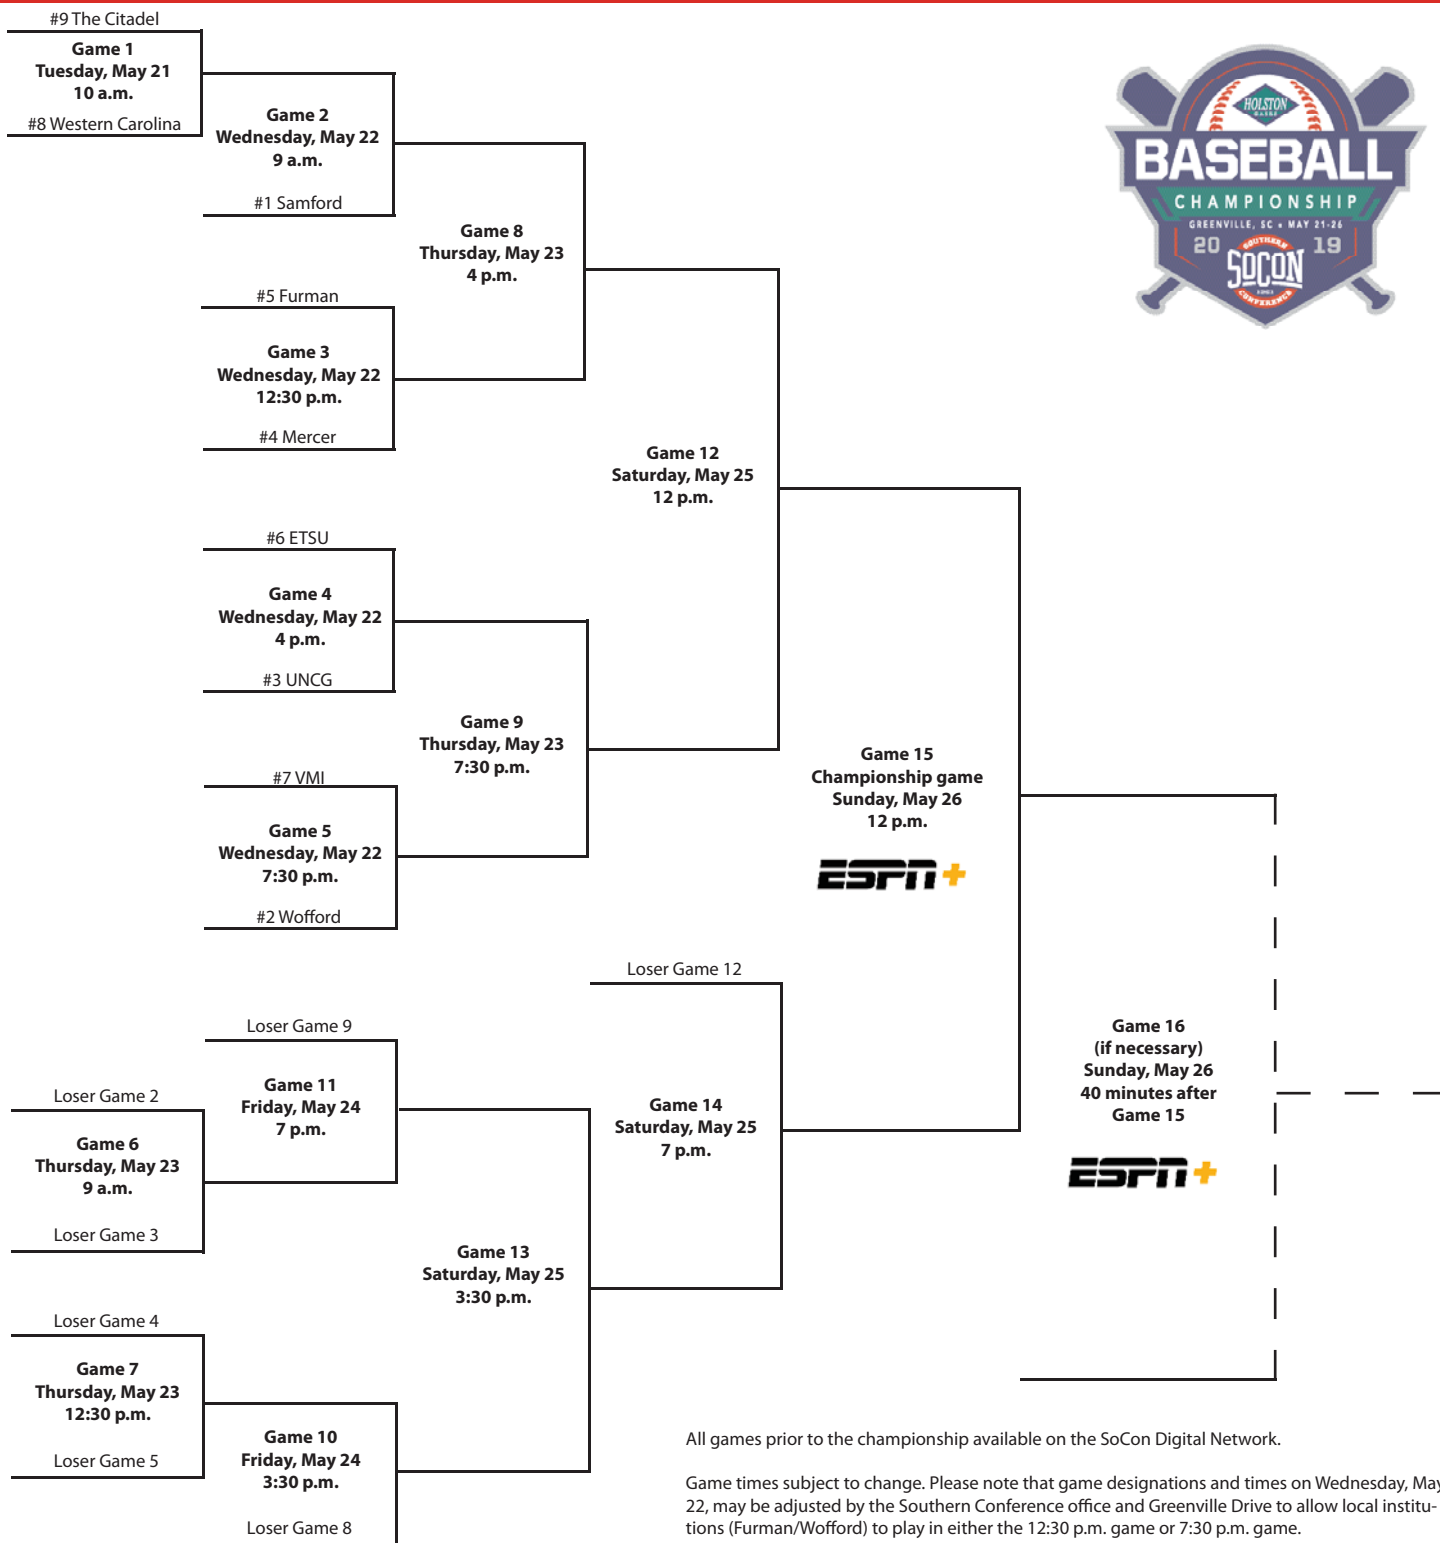 #9 The Citadel
Game 1
Tuesday, May 21
10 a.m.
#8 Western Carolina
Game 2
Wednesday, May 22
9 a.m.
#1 Samford
Game 8
Thursday, May 23
4 p.m.
#5 Furman
Game 3
Wednesday, May 22
12:30 p.m.
#4 Mercer
Game 12
Saturday, May 25
12 p.m.
#6 ETSU
Game 4
Wednesday, May 22
4 p.m.
#3 UNCG
Game 9
Thursday, May 23
7:30 p.m.
#7 VMI
Game 5
Wednesday, May 22
7:30 p.m.
#2 Wofford
Game 15
Championship game
Sunday, May 26
12 p.m.
ESPN+
Loser Game 12
Loser Game 9
Game 11
Friday, May 24
7 p.m.
Loser Game 2
Game 6
Thursday, May 23
9 a.m.
Loser Game 3
Game 14
Saturday, May 25
7 p.m.
Game 16
(if necessary)
Sunday, May 26
40 minutes after
Game 15
ESPN+
Game 13
Saturday, May 25
3:30 p.m.
Loser Game 4
Game 7
Thursday, May 23
12:30 p.m.
Loser Game 5
Game 10
Friday, May 24
3:30 p.m.
Loser Game 8
HOLSTON
BASEBALL
CHAMPIONSHIP
GREENVILLE, SC • MAY 21-26
20 19
SOUTHERN
SOCON
CONFERENCE
All games prior to the championship available on the SoCon Digital Network.
Game times subject to change. Please note that game designations and times on Wednesday, May
22, may be adjusted by the Southern Conference office and Greenville Drive to allow local institu-
tions (Furman/Wofford) to play in either the 12:30 p.m. game or 7:30 p.m. game.